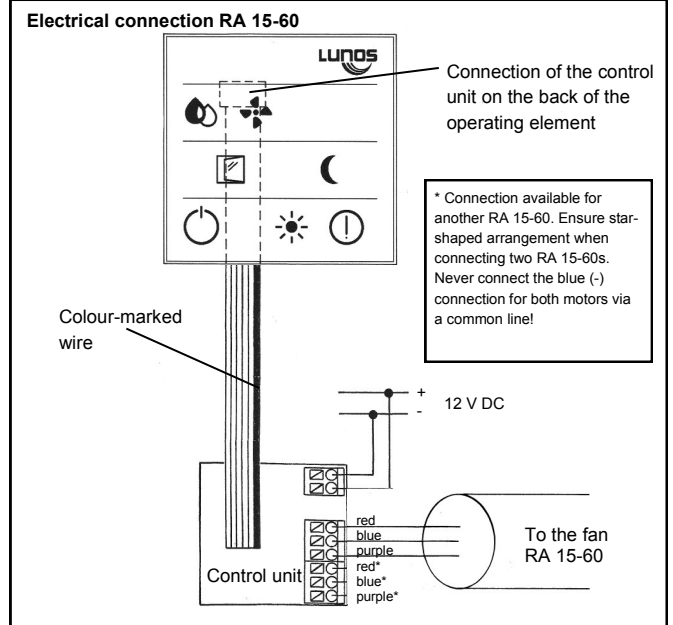 Electrical connection RA 15-60
LUNOS
Connection of the control
unit on the back of the
operating element
* Connection available for
another RA 15-60. Ensure star-
shaped arrangement when
connecting two RA 15-60s.
Never connect the blue (-)
connection for both motors via
a common line!
Colour-marked
wire
+
-
12 V DC
red
blue
purple
red*
blue*
purple*
Control unit
To the fan
RA 15-60